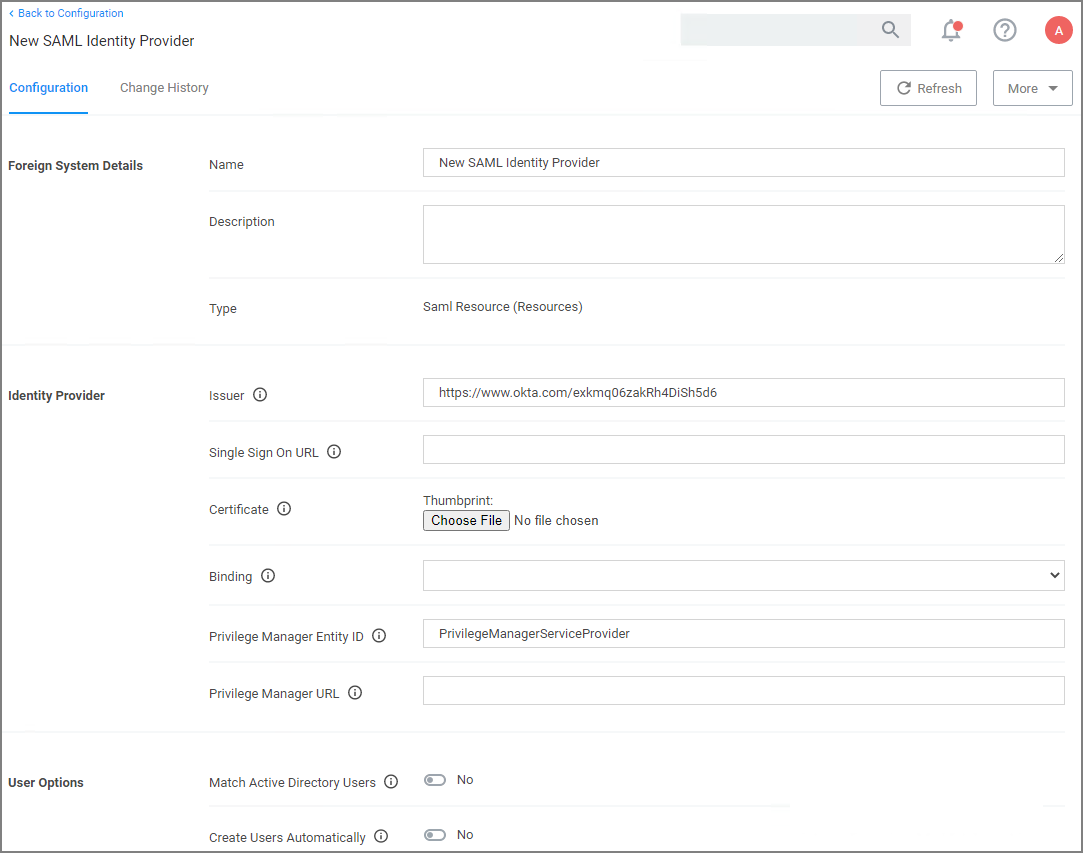 Back to Configuration
New SAML Identity Provider
A
Configuration
Change History
Refresh
More
Foreign System Details
Name
New SAML Identity Provider
Description
Type
Saml Resource (Resources)
Identity Provider
Issuer
https://www.okta.com/exkmq06zakRh4DiSh5d6
Single Sign On URL
Certificate
Thumbprint:
Choose File No file chosen
Binding
Privilege Manager Entity ID
PrivilegeManagerServiceProvider
Privilege Manager URL
User Options
Match Active Directory Users
No
Create Users Automatically
No